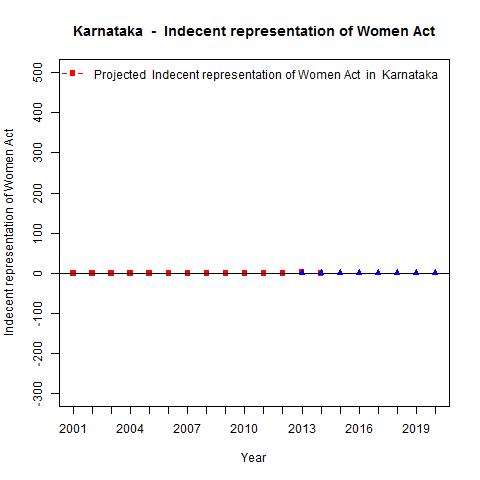 Karnataka - Indecent representation of Women Act
Projected Indecent representation of Women Act in Karnataka
Indecent representation of Women Act
500
400
300
200
100
0
-100
-200
-300
2001 2004 2007 2010 2013 2016 2019
Year